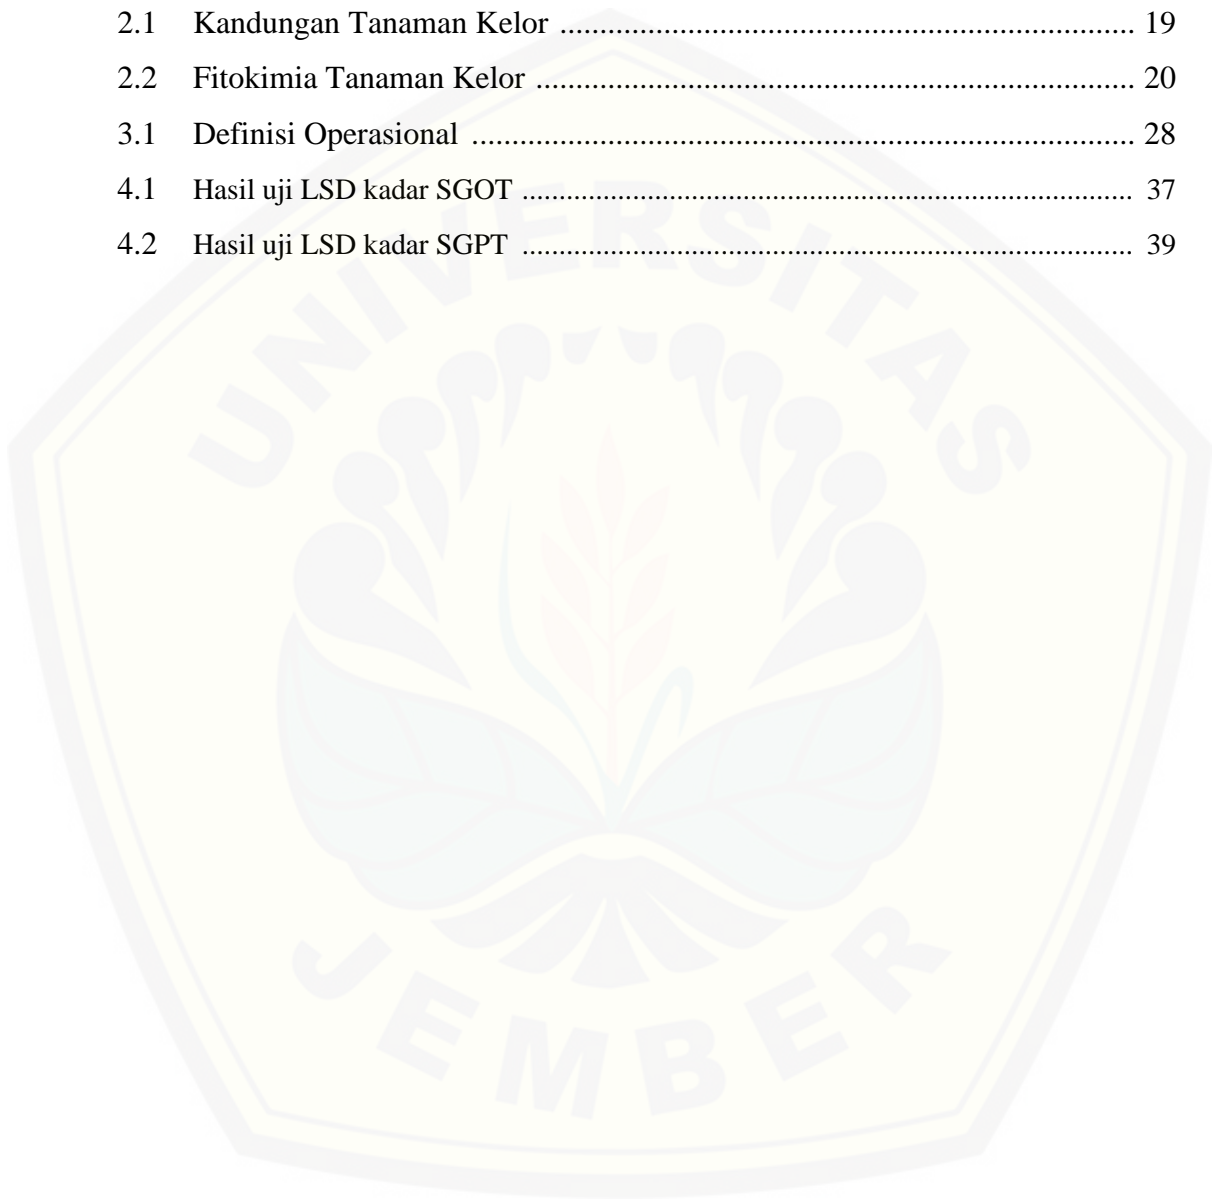 2.1 Kandungan Tanaman Kelor ........................................................................ 19
2.2 Fitokimia Tanaman Kelor ........................................................................... 20
3.1 Definisi Operasional ................................................................................... 28
4.1 Hasil uji LSD kadar SGOT ........................................................................................ 37
4.2 Hasil uji LSD kadar SGPT ........................................................................................ 39
UNIVERSITAS
JEMBER